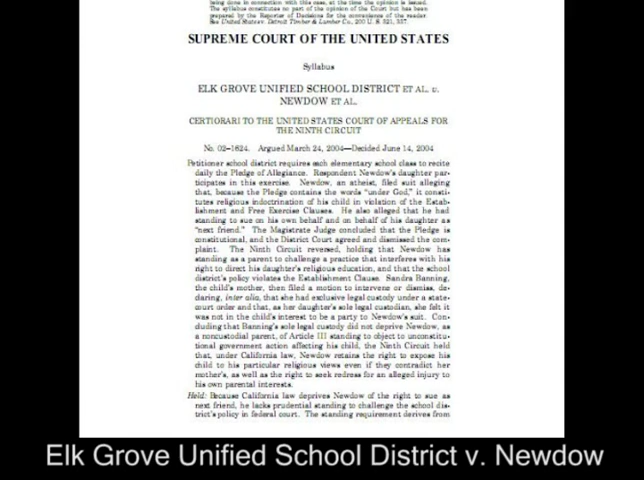 being done in connection with this case, at the time the opinion is issued.
The syllabus constitutes no part of the opinion of the Court but has been
prepared by the Reporter of Decisions for the convenience of the reader.
See United States v. Detroit Timber & Lumber Co., 200 U. S. 321, 337.
SUPREME COURT OF THE UNITED STATES
Syllabus
ELK GROVE UNIFIED SCHOOL DISTRICT ET AL. v.
NEWDOW ET AL.
CERTIORARI TO THE UNITED STATES COURT OF APPEALS FOR
THE NINTH CIRCUIT
No. 02–1624. Argued March 24, 2004—Decided June 14, 2004
Petitioner school district requires each elementary school class to recite
daily the Pledge of Allegiance. Respondent Newdow's daughter par-
ticipates in this exercise. Newdow, an atheist, filed suit alleging
that, because the Pledge contains the words "under God," it consti-
tutes religious indoctrination of his child in violation of the Estab-
lishment and Free Exercise Clauses. He also alleged that he had
standing to sue on his own behalf and on behalf of his daughter as
"next friend." The Magistrate Judge concluded that the Pledge is
constitutional, and the District Court agreed and dismissed the com-
plaint. The Ninth Circuit reversed, holding that Newdow has
standing as a parent to challenge a practice that interferes with his
right to direct his daughter's religious education, and that the school
district's policy violates the Establishment Clause. Sandra Banning,
the child's mother, then filed a motion to intervene or dismiss, de-
claring, inter alia, that she had exclusive legal custody under a state-
court order and that, as her daughter's sole legal custodian, she felt it
was not in the child's interest to be a party to Newdow's suit. Con-
cluding that Banning's sole legal custody did not deprive Newdow, as
a noncustodial parent, of Article III standing to object to unconstitu-
tional government action affecting his child, the Ninth Circuit held
that, under California law, Newdow retains the right to expose his
child to his particular religious views even if they contradict her
mother's, as well as the right to seek redress for an alleged injury to
his own parental interests.
Held: Because California law deprives Newdow of the right to sue as
next friend, he lacks prudential standing to challenge the school dis-
trict's policy in federal court. The standing requirement derives from
Elk Grove Unified School District v. Newdow